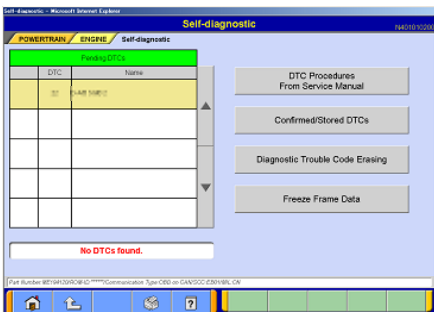 Self-diagnostic - Microsoft Internet Explorer
Self-diagnostic
N401010200
POWERTRAIN ENGINE Self-diagnostic
Pending DTCs
DTC Name
DTC Procedures
From Service Manual
Confirmed/Stored DTCs
Diagnostic Trouble Code Erasing
Freeze Frame Data
No DTCs found.